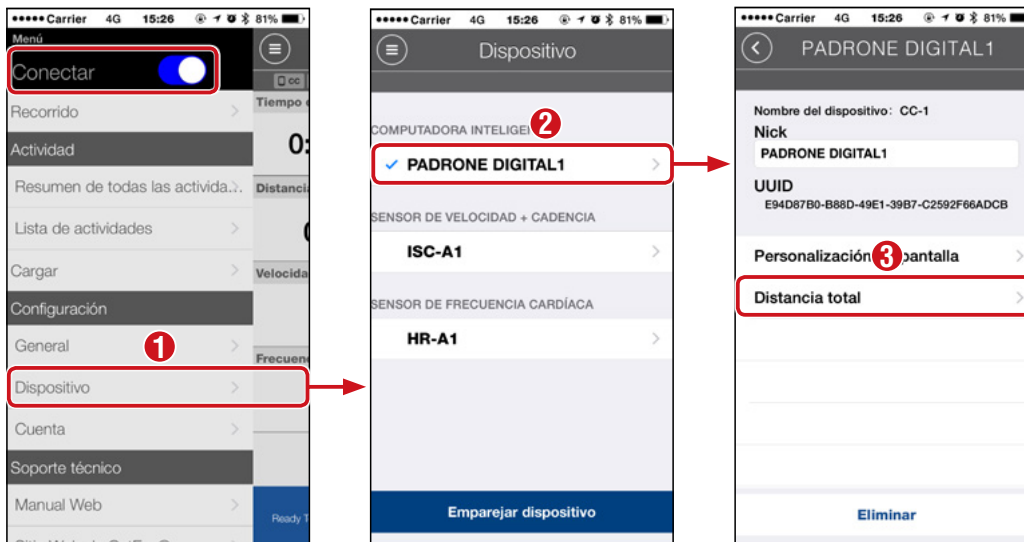 Carrier 4G 15:26 81%
Menú
Conectar
Recorrido
Actividad
Resumen de todas las activida...
Lista de actividades
Cargar
Configuración
General
1
Dispositivo
Cuenta
Soporte técnico
Manual Web
CC
Tiempo
0:
Distancia
Velocida
Frecuen
Ready T
Carrier 4G 15:26 81%
Dispositivo
COMPUTADORA INTELIGE
2
PADRONE DIGITAL1
SENSOR DE VELOCIDAD + CADENCIA
ISC-A1
SENSOR DE FRECUENCIA CARDÍACA
HR-A1
Emparejar dispositivo
Carrier 4G 15:26 81%
PADRONE DIGITAL1
Nombre del dispositivo: CC-1
Nick
PADRONE DIGITAL1
UUID
E94D87B0-B88D-49E1-39B7-C2592F66ADCB
Personalización pantalla
3
Distancia total
Eliminar